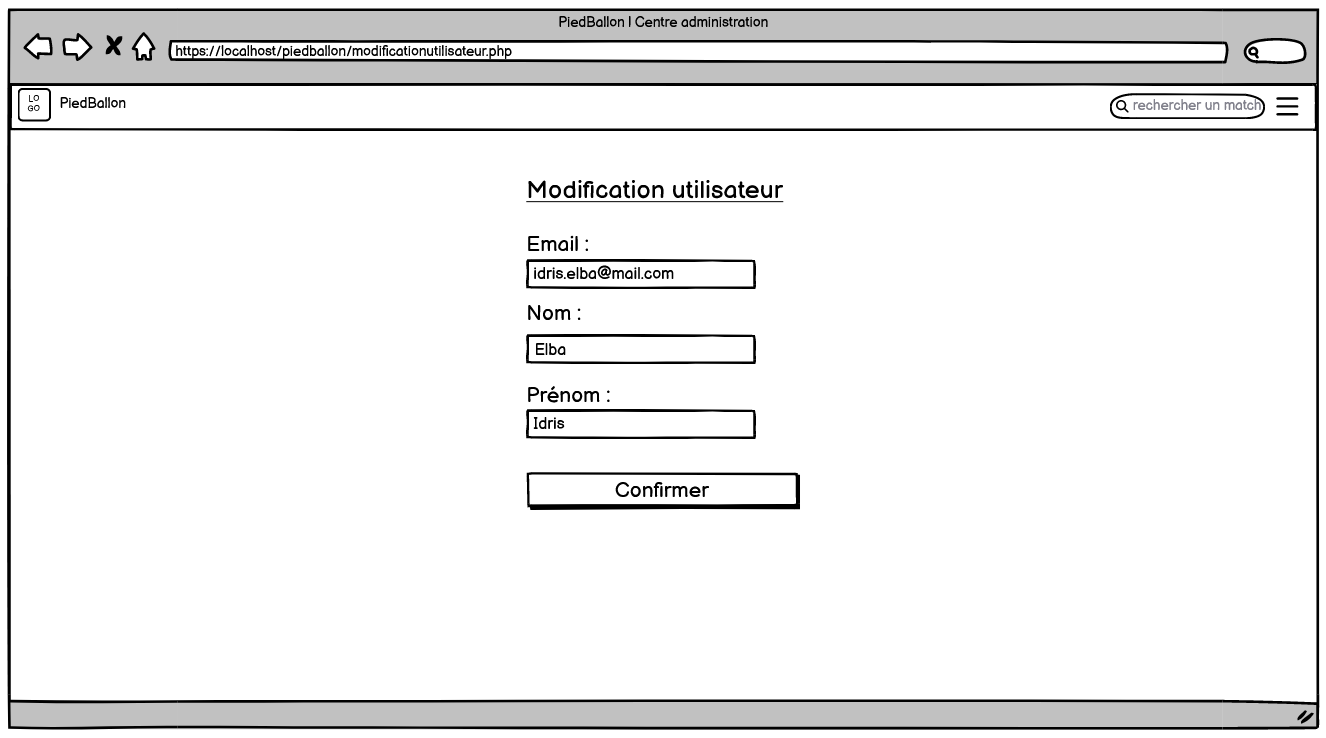 PiedBallon | Centre administration
https://localhost/piedballon/modificationutilisateur.php
LO
GO
PiedBallon
rechercher un match
Modification utilisateur
Email :
idris.elba@mail.com
Nom :
Elba
Prénom :
Idris
Confirmer